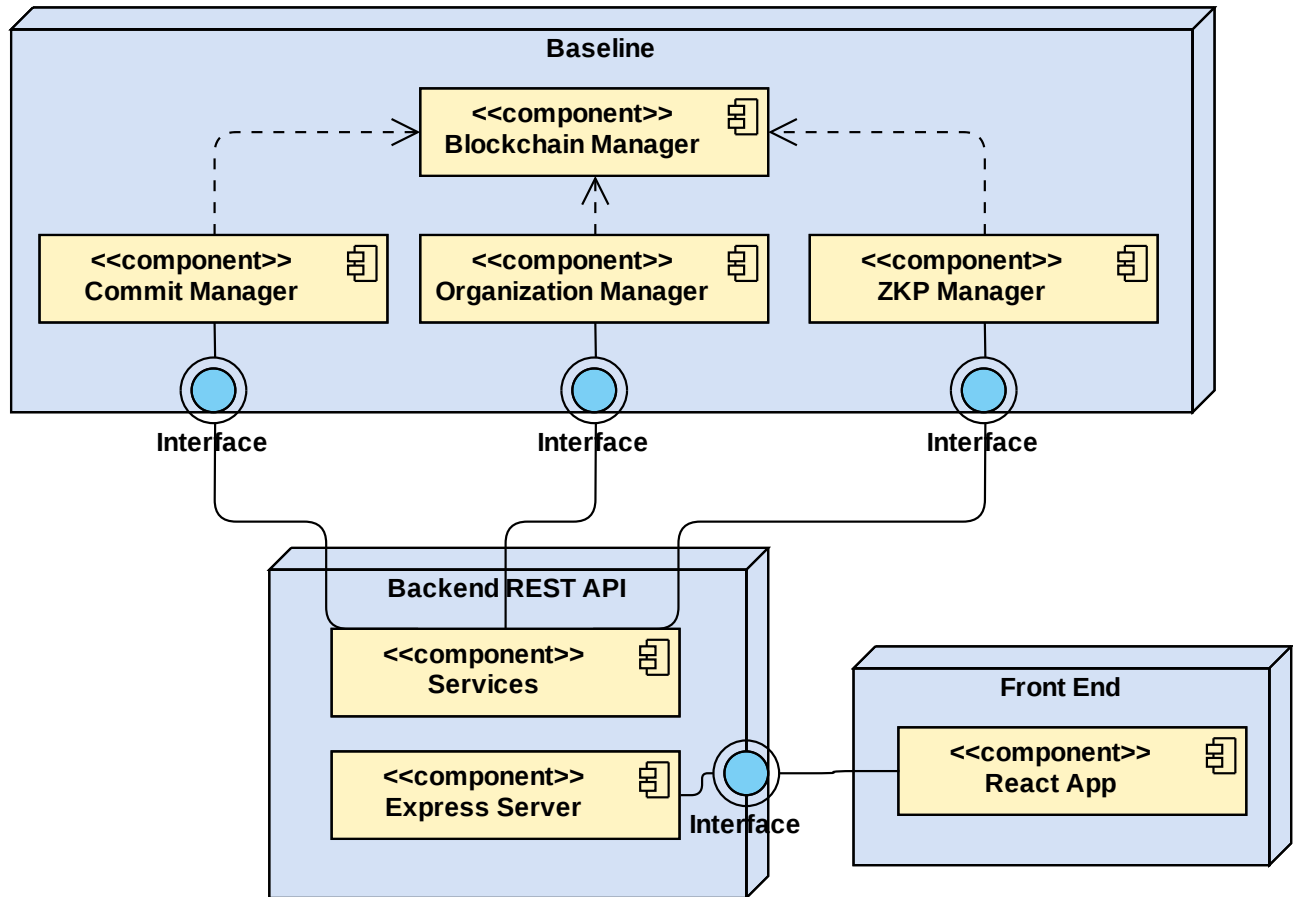 Baseline
<<component>>
Blockchain Manager
<<component>>
Commit Manager
<<component>>
Organization Manager
<<component>>
ZKP Manager
Interface
Interface
Interface
Backend REST API
<<component>>
Services
<<component>>
Express Server
Interface
Front End
<<component>>
React App